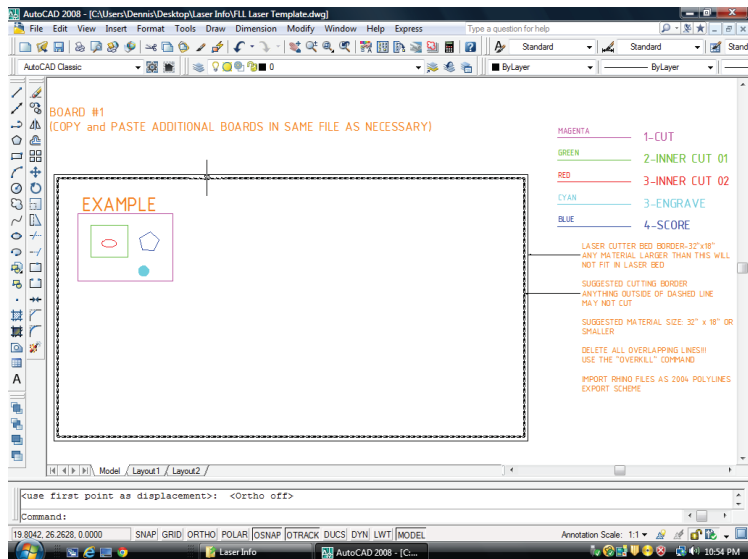 AutoCAD 2008 - [C:\Users\Dennis\Desktop\Laser Info\FLL Laser Template.dwg]
File Edit View Insert Format Tools Draw Dimension Modify Window Help Express Type a question for help
Standard Standard Stand
AutoCAD Classic 0 ByLayer ByLayer
BOARD #1
(COPY and PASTE ADDITIONAL BOARDS IN SAME FILE AS NECESSARY)
EXAMPLE
MAGENTA 1-CUT
GREEN 2-INNER CUT 01
RED 3-INNER CUT 02
CYAN 3-ENGRAVE
BLUE 4-SCORE
LASER CUTTER BED BORDER-32"x18"
ANY MATERIAL LARGER THAN THIS WILL
NOT FIT IN LASER BED
SUGGESTED CUTTING BORDER
ANYTHING OUTSIDE OF DASHED LINE
MAY NOT CUT
SUGGESTED MATERIAL SIZE: 32" x 18" OR
SMALLER
DELETE ALL OVERLAPPING LINES!!!
USE THE "OVERKILL" COMMAND
IMPORT RHINO FILES AS 2004 POLYLINES
EXPORT SCHEME
Model Layout1 Layout2
<use first point as displacement>: <Ortho off>
Command:
19.8042, 26.2628, 0.0000 SNAP GRID ORTHO POLAR OSNAP OTRACK DUCS DYN LWT MODEL Annotation Scale: 1:1
Laser Info AutoCAD 2008 - [C:... 10:54 PM